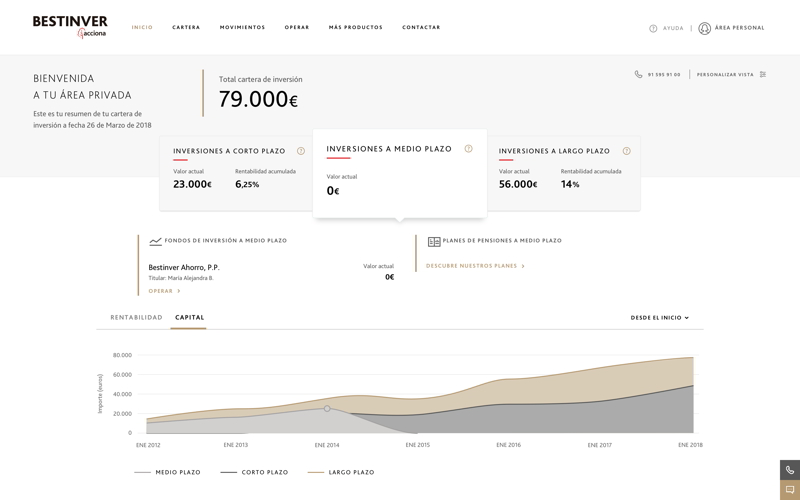 BESTINVER
acciona
INICIO
CARTERA
MOVIMIENTOS
OPERAR
MÁS PRODUCTOS
CONTACTAR
AYUDA
ÁREA PERSONAL
BIENVENIDA
A TU ÁREA PRIVADA
Este es tu resumen de tu cartera de
inversión a fecha 26 de Marzo de 2018
Total cartera de inversión
79.000€
91 595 91 00
PERSONALIZAR VISTA
INVERSIONES A CORTO PLAZO
Valor actual
Rentabilidad acumulada
23.000€
6,25%
INVERSIONES A MEDIO PLAZO
Valor actual
0€
INVERSIONES A LARGO PLAZO
Valor actual
Rentabilidad acumulada
56.000€
14%
FONDOS DE INVERSIÓN A MEDIO PLAZO
Bestinver Ahorro, P.P.
Titular: Maria Alejandra B.
OPERAR
Valor actual
0€
PLANES DE PENSIONES A MEDIO PLAZO
DESCUBRE NUESTROS PLANES
RENTABILIDAD
CAPITAL
DESDE EL INICIO
Importe (euros)
80.000
60.000
40.000
20.000
0
ENE 2012
ENE 2013
ENE 2014
ENE 2015
ENE 2016
ENE 2017
ENE 2018
MEDIO PLAZO
CORTO PLAZO
LARGO PLAZO